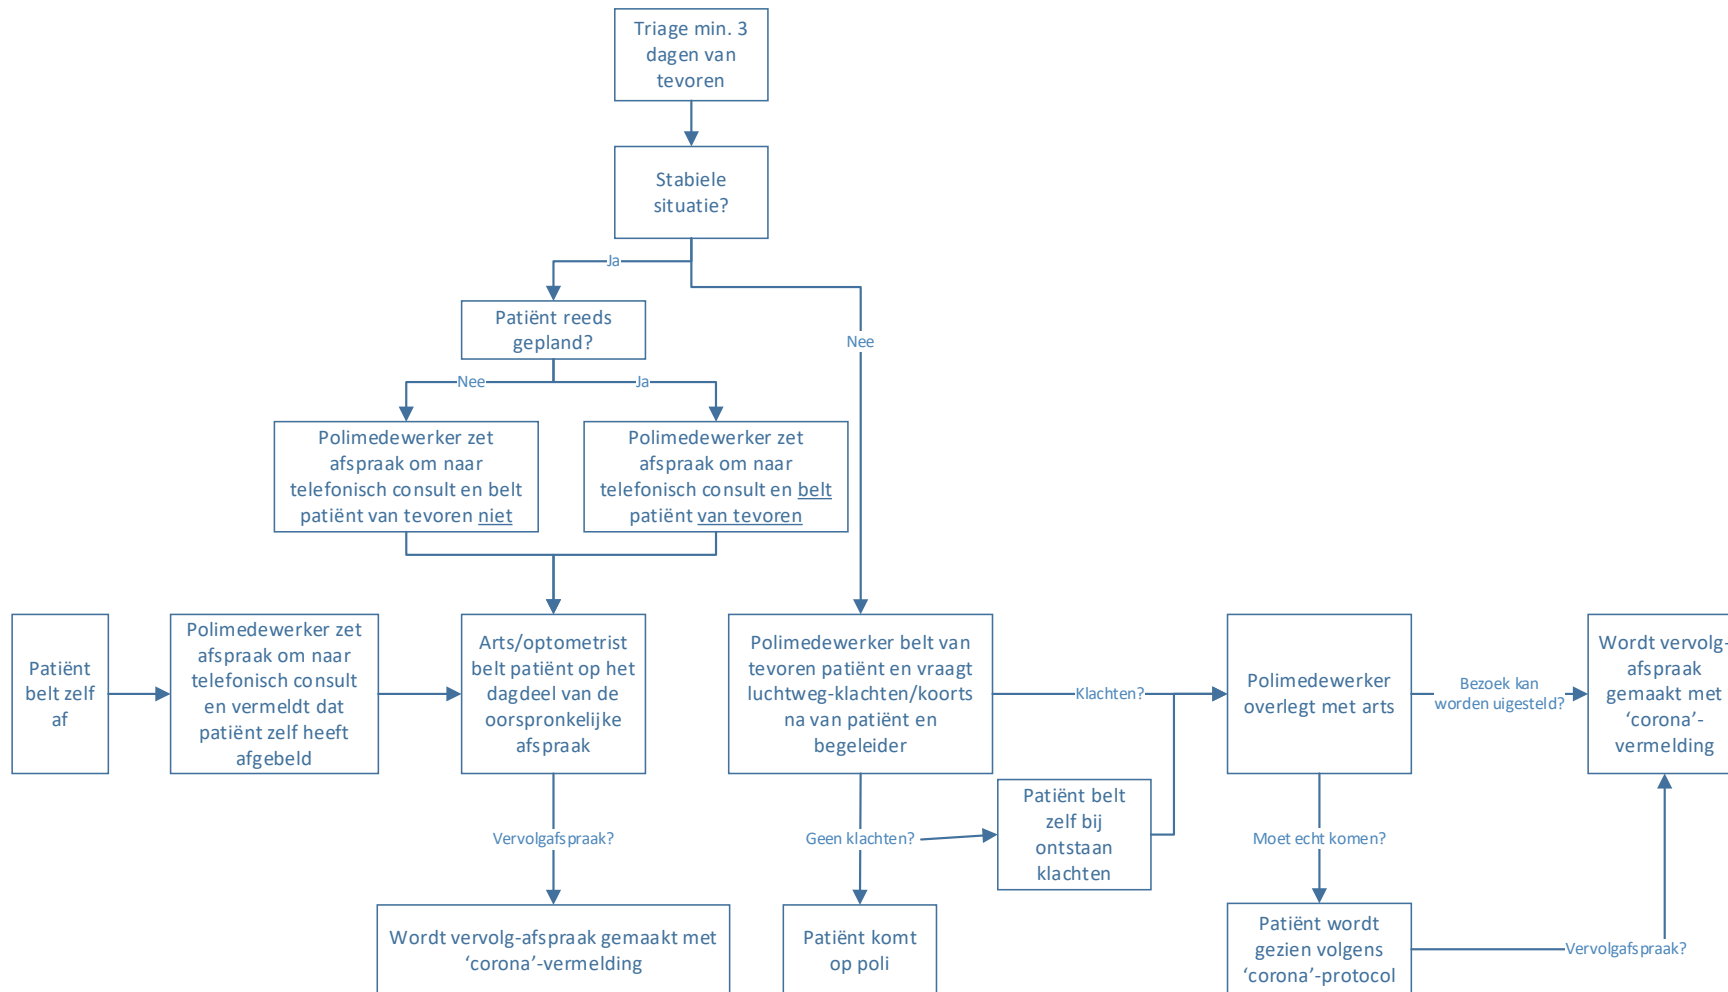 Triage min. 3
dagen van
tevoren
Stabiele
situatie?
Ja
Nee
Patiënt reeds
gepland?
Nee
Ja
Polimedewerker zet
afspraak om naar
telefonisch consult en belt
patiënt van tevoren niet
Polimedewerker zet
afspraak om naar
telefonisch consult en belt
patiënt van tevoren
Patiënt
belt zelf
af
Polimedewerker zet
afspraak om naar
telefonisch consult
en vermeldt dat
patiënt zelf heeft
afgebeld
Arts/optometrist
belt patiënt op het
dagdeel van de
oorspronkelijke
afspraak
Polimedewerker belt van
tevoren patiënt en vraagt
luchtweg-klachten/koorts
na van patiënt en
begeleider
Klachten?
Polimedewerker
overlegt met arts
Bezoek kan
worden uigesteld?
Wordt vervolg-
afspraak
gemaakt met
‘corona’-
vermelding
Vervolgafspraak?
Geen klachten?
Patiënt belt
zelf bij
ontstaan
klachten
Moet echt komen?
Wordt vervolg-afspraak gemaakt met
‘corona’-vermelding
Patiënt komt
op poli
Patiënt wordt
gezien volgens
‘corona’-protocol
Vervolgafspraak?